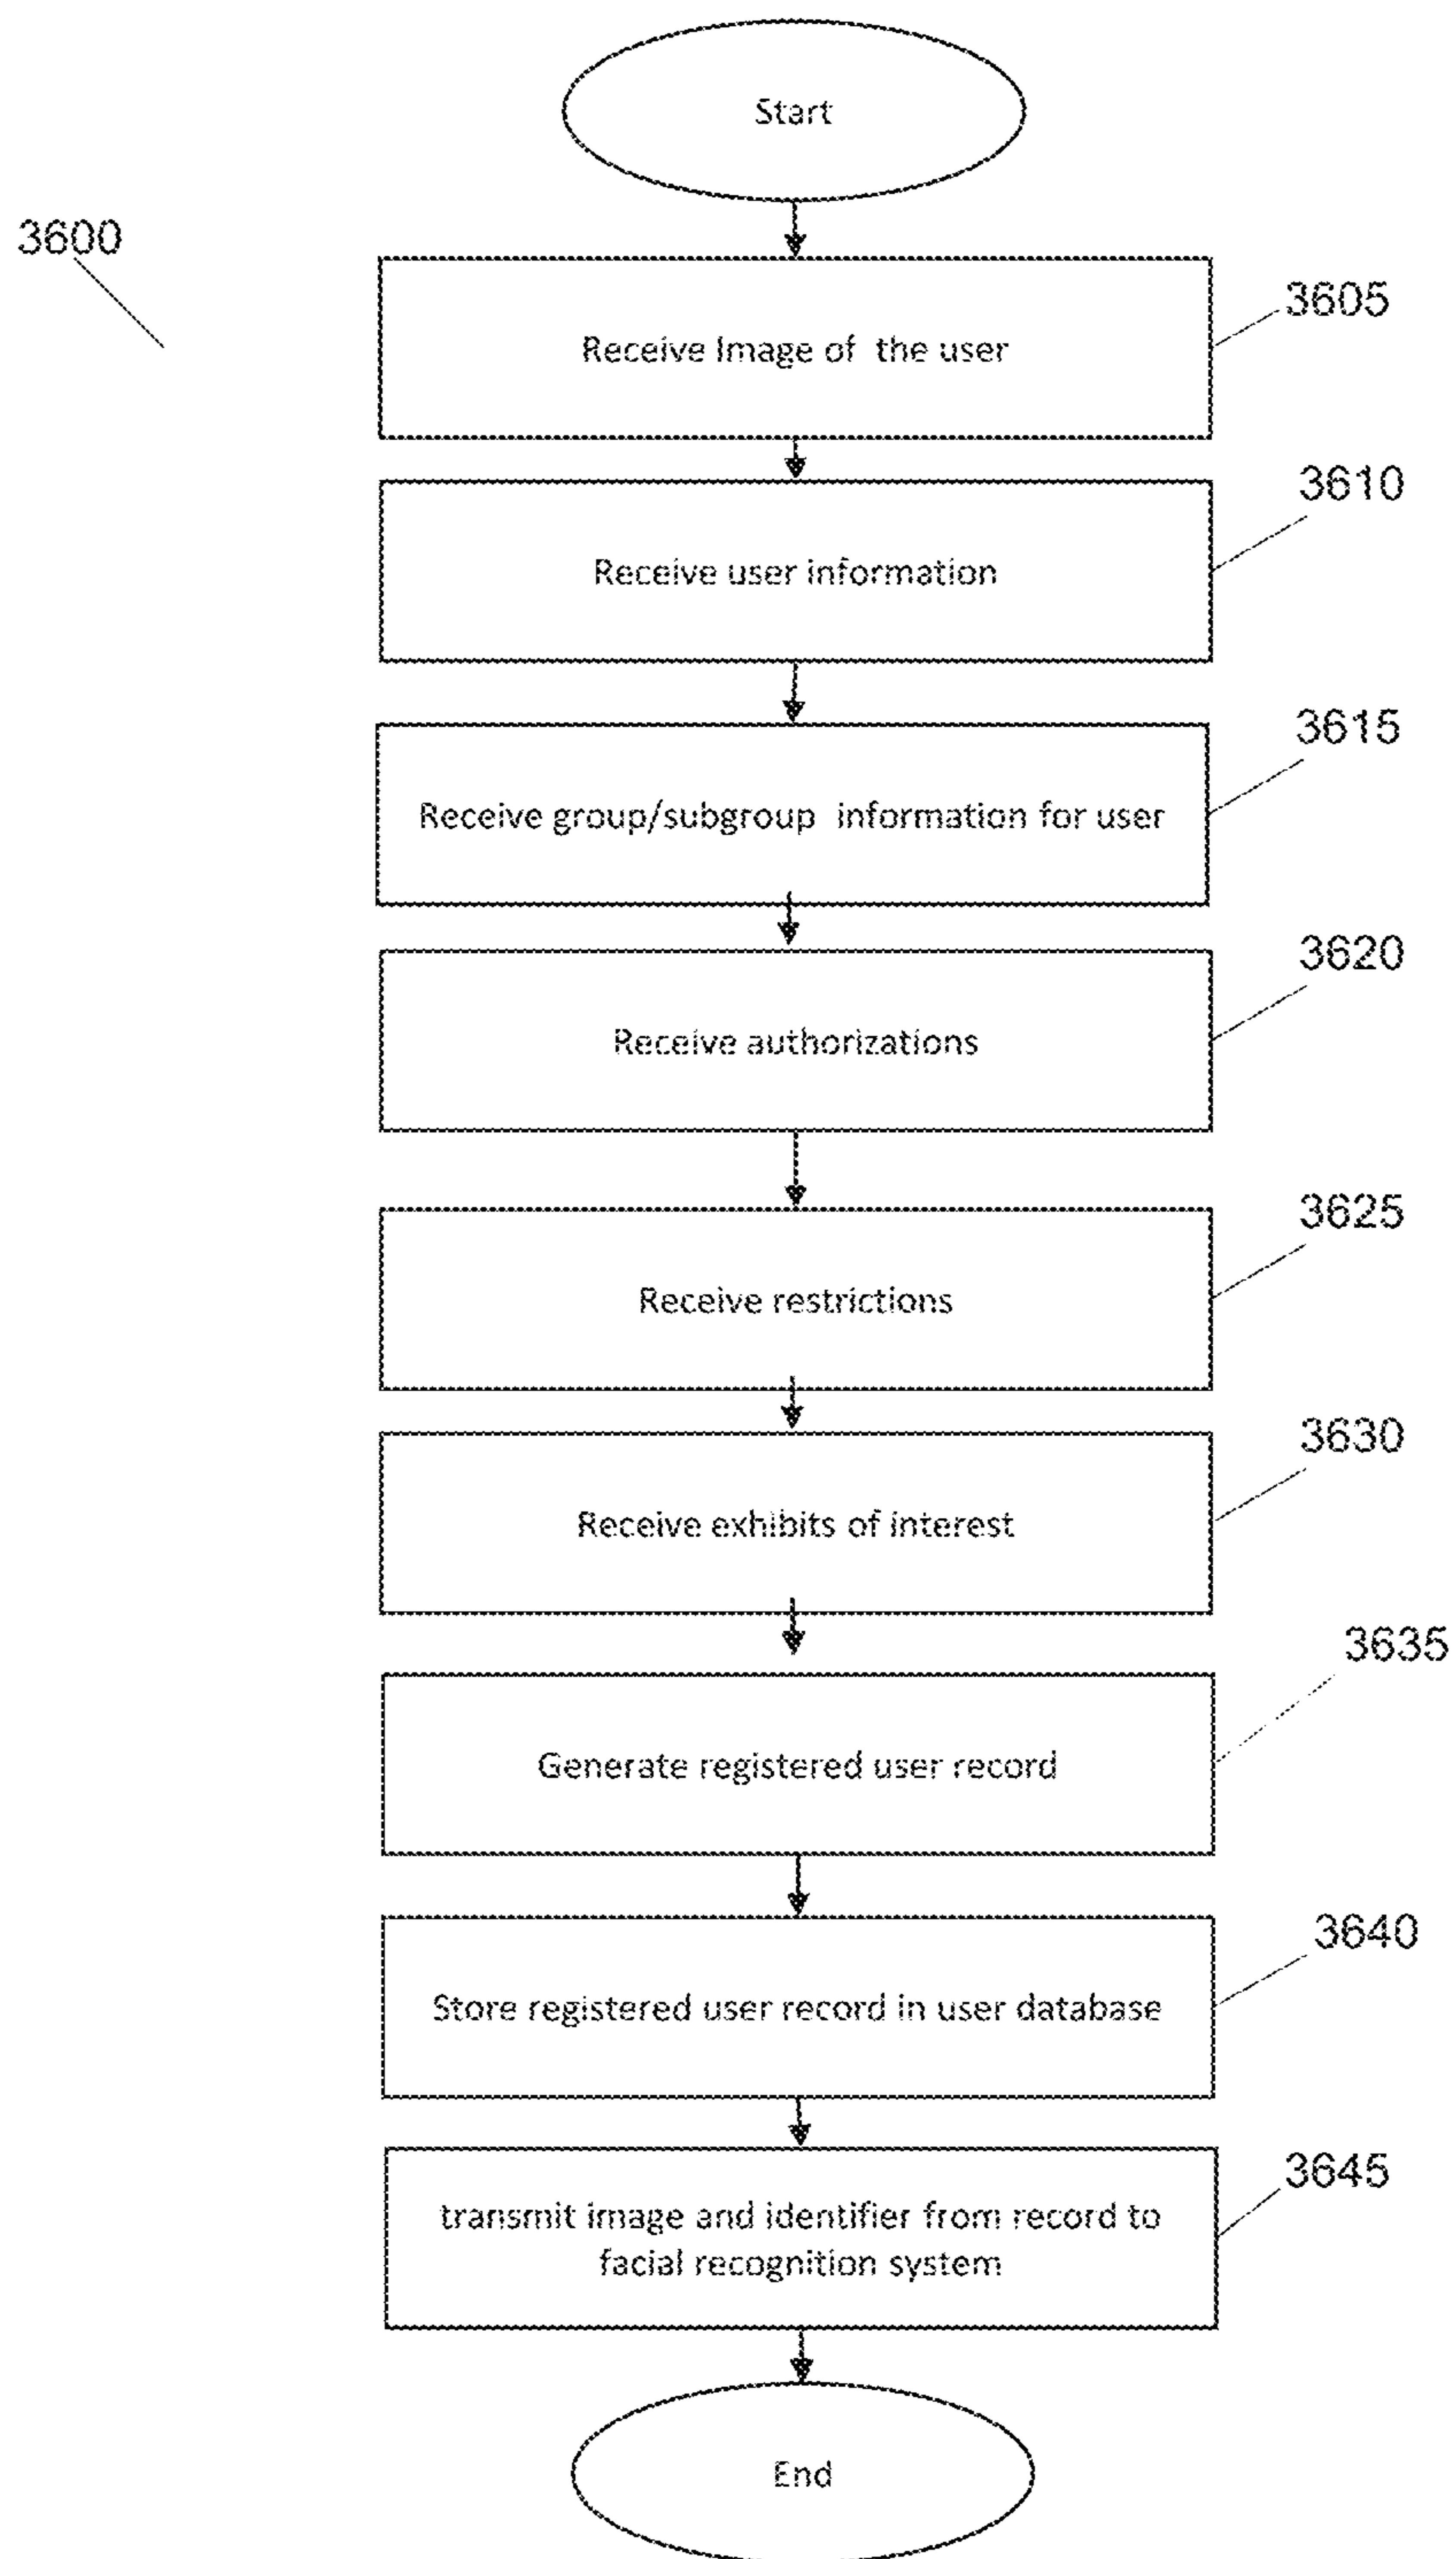 Start
3600
3605
Receive Image of the user
3610
Receive user information
3615
Receive group/subgroup information for user
3620
Receive authorizations
3625
Receive restrictions
3630
Receive exhibits of interest
3635
Generate registered user record
3640
Store registered user record in user database
3645
transmit image and identifier from record to
facial recognition system
End